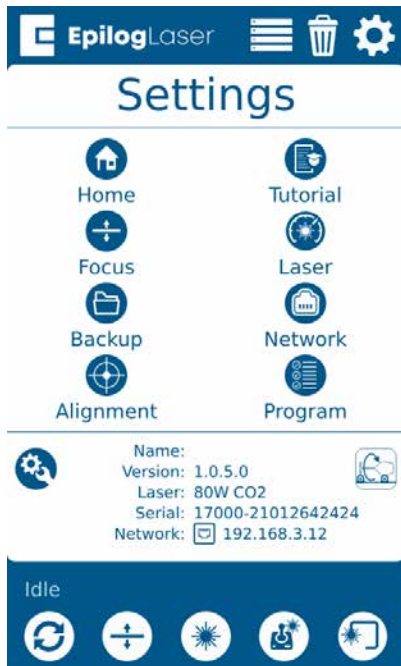 EpilogLaser
Settings
Home
Tutorial
Focus
Laser
Backup
Network
Alignment
Program
Name:
Version: 1.0.5.0
Laser: 80W CO2
Serial: 17000-21012642424
Network: 192.168.3.12
Idle